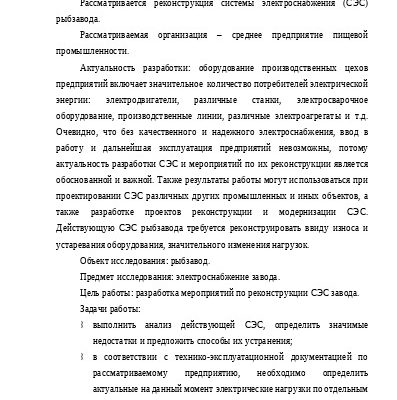 Рассматривается реконструкция системы электроснабжения (СЭС)
рыбзавода.
Рассматриваемая организация – среднее предприятие пищевой
промышленности.
Актуальность разработки: оборудование производственных цехов
предприятий включает значительное количество потребителей электрической
энергии: электродвигатели, различные станки, электросварочное
оборудование, производственные линии, различные электроагрегаты и т.д.
Очевидно, что без качественного и надежного электроснабжения, ввод в
работу и дальнейшая эксплуатация предприятий невозможны, потому
актуальность разработки СЭС и мероприятий по их реконструкции является
обоснованной и важной. Также результаты работы могут использоваться при
проектировании СЭС различных других промышленных и иных объектов, а
также разработке проектов реконструкции и модернизации СЭС.
Действующую СЭС рыбзавода требуется реконструировать ввиду износа и
устаревания оборудования, значительного изменения нагрузок.
Объект исследования: рыбзавод.
Предмет исследования: электроснабжение завода.
Цель работы: разработка мероприятий по реконструкции СЭС завода.
Задачи работы:
выполнить анализ действующей СЭС, определить значимые
недостатки и предложить способы их устранения;
в соответствии с технико-эксплуатационной документацией по
рассматриваемому предприятию, необходимо определить
актуальные на данный момент электрические нагрузки по отдельным